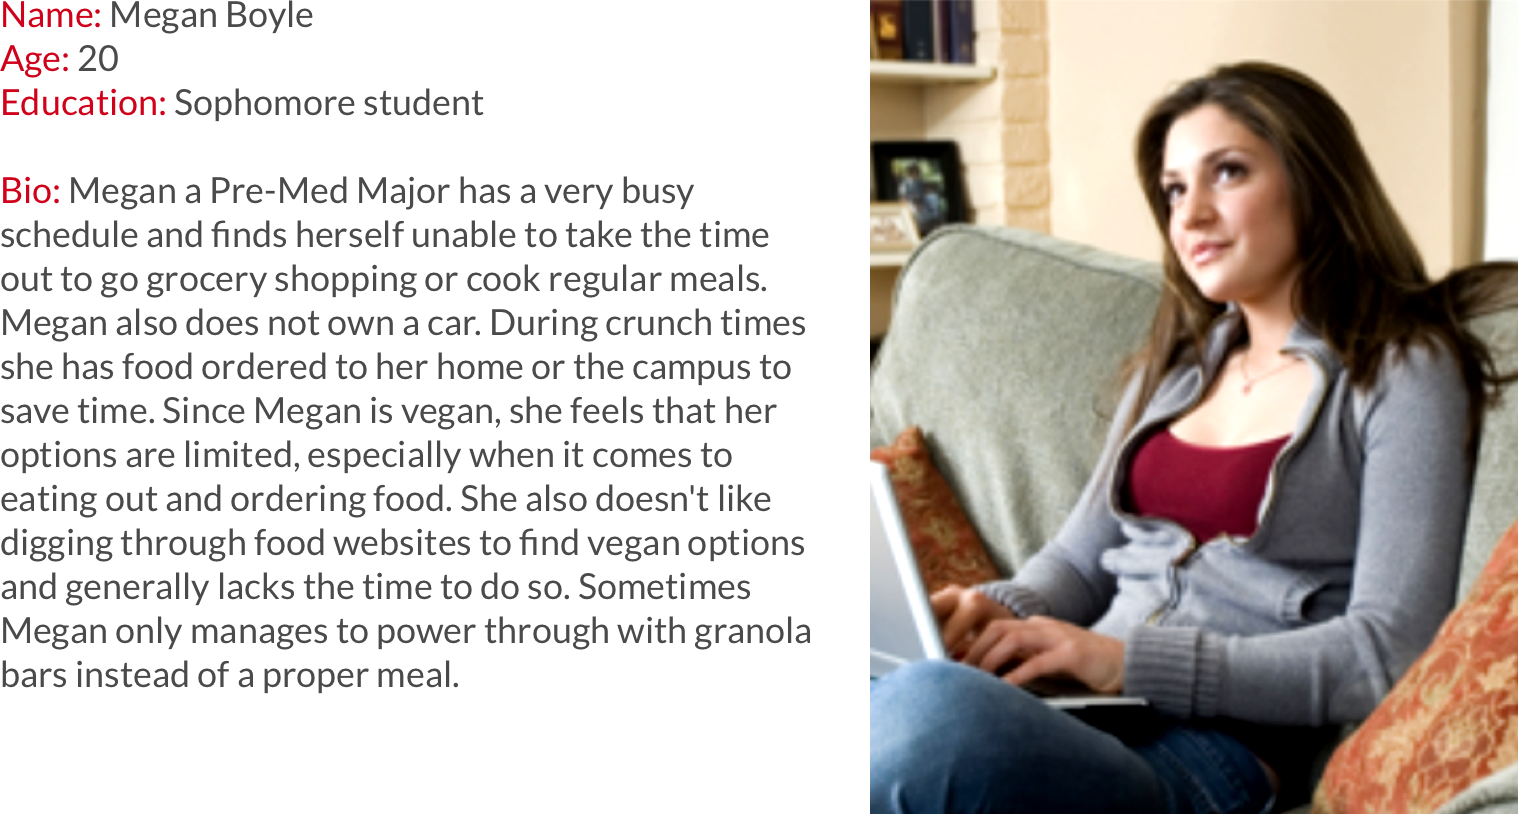 Name: Megan Boyle
Age: 20
Education: Sophomore student
Bio: Megan a Pre-Med Major has a very busy
schedule and finds herself unable to take the time
out to go grocery shopping or cook regular meals.
Megan also does not own a car. During crunch times
she has food ordered to her home or the campus to
save time. Since Megan is vegan, she feels that her
options are limited, especially when it comes to
eating out and ordering food. She also doesn't like
digging through food websites to find vegan options
and generally lacks the time to do so. Sometimes
Megan only manages to power through with granola
bars instead of a proper meal.